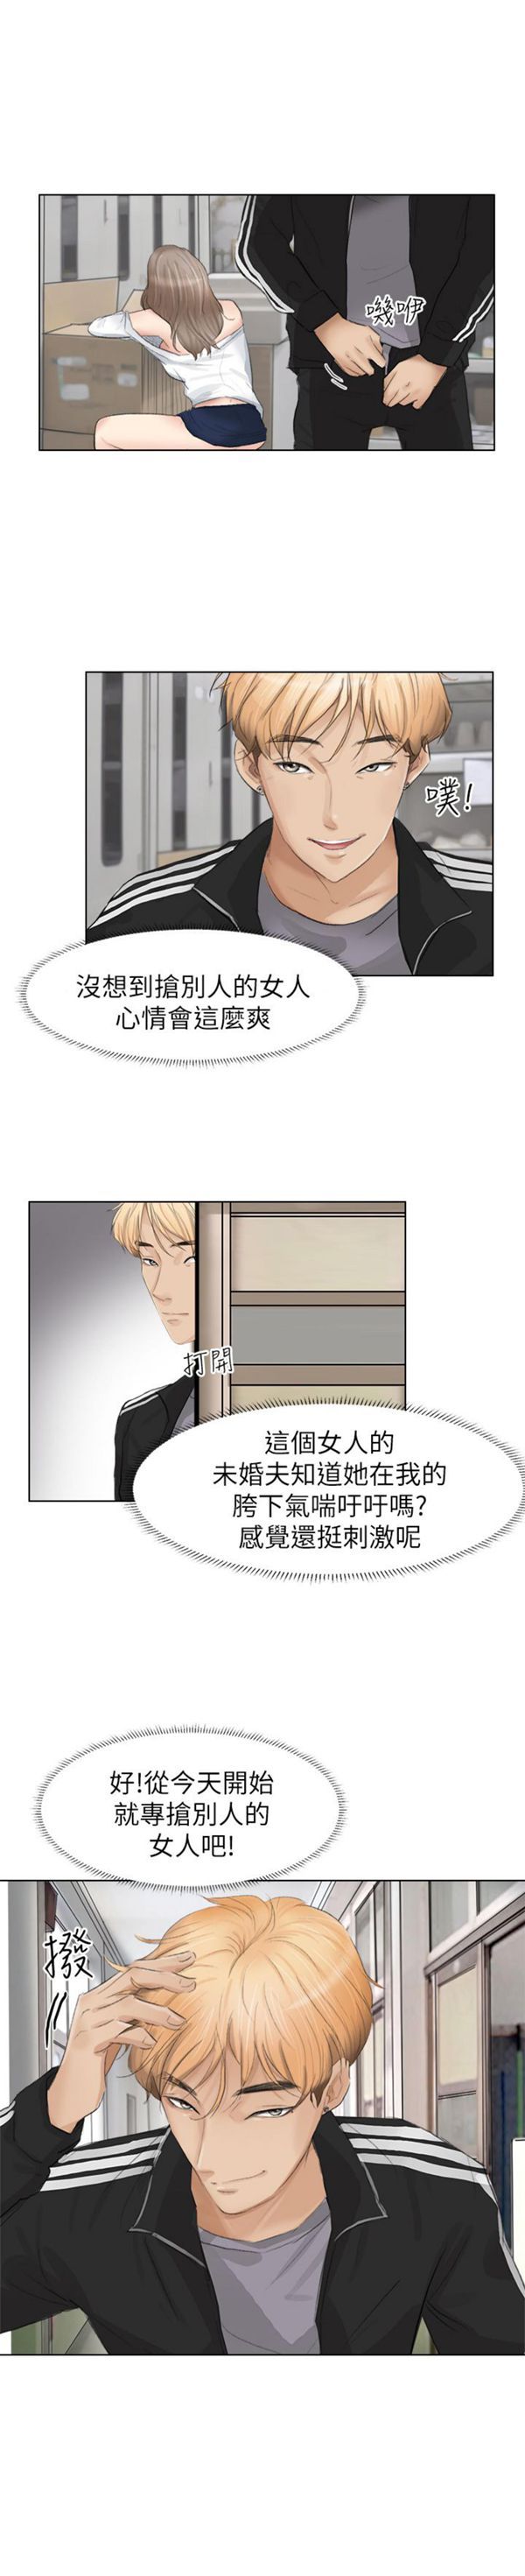 嘰咿
噗!
沒想到搶別人的女人
心情會這麼爽
打開
這個女人的
未婚夫知道她在我的
胯下氣喘吁吁嗎?
感覺還挺刺激呢
好!從今天開始
就專搶別人的
女人吧!
撥